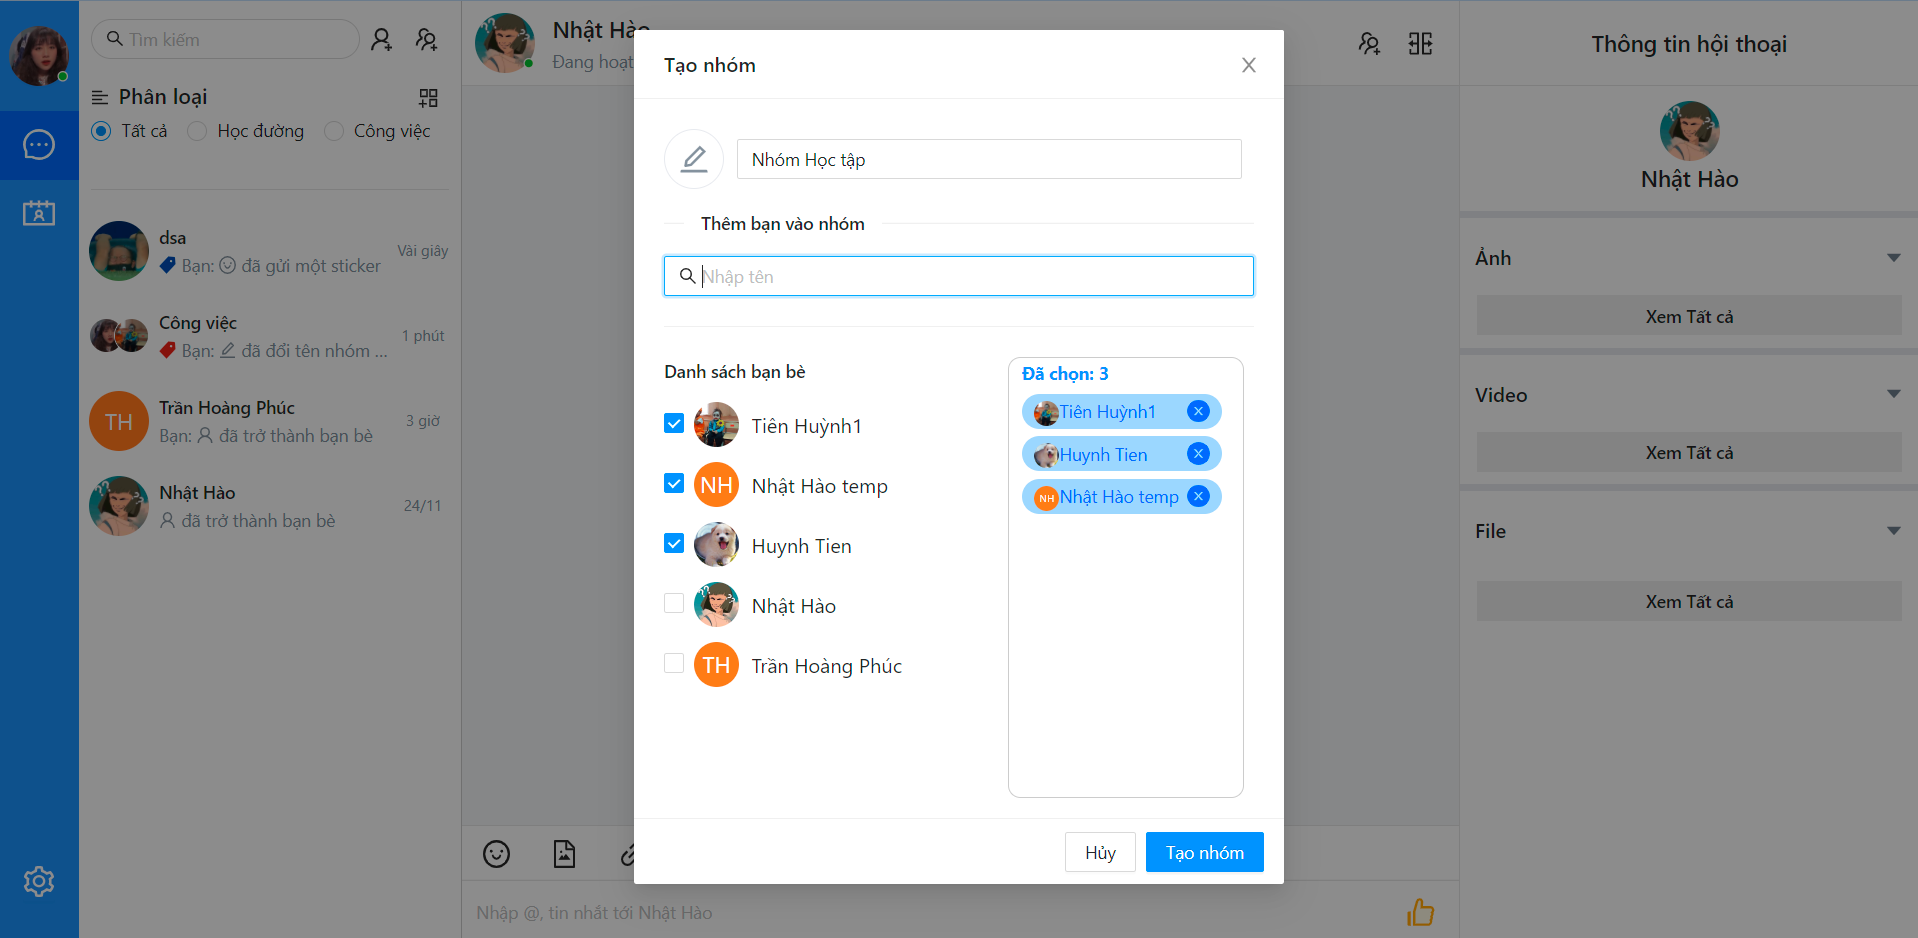 Tìm kiếm
Phân loại
Tất cả
Học đường
Công việc
dsa
Vài giây
Bạn: đã gửi một sticker
Công việc
1 phút
Bạn: đã đổi tên nhóm ...
TH
Trần Hoàng Phúc
3 giờ
Bạn: đã trở thành bạn bè
Nhật Hào
24/11
đã trở thành bạn bè
Nhật Hào
Đang hoạt
Tạo nhóm
Nhóm Học tập
Thêm bạn vào nhóm
Nhập tên
Danh sách bạn bè
Tiên Huỳnh1
NH
Nhật Hào temp
Huynh Tien
Nhật Hào
TH
Trần Hoàng Phúc
Đã chọn: 3
Tiên Huỳnh1
Huynh Tien
NH
Nhật Hào temp
Hủy
Tạo nhóm
Nhập @, tin nhắt tới Nhật Hào
Thông tin hội thoại
Nhật Hào
Ảnh
Xem Tất cả
Video
Xem Tất cả
File
Xem Tất cả